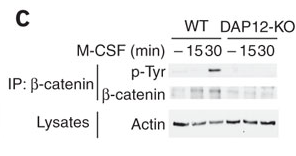 C
WT DAP12-KO
M-CSF (min) – 15 30 – 15 30
p-Tyr
IP: β-catenin
β-catenin
Lysates Actin